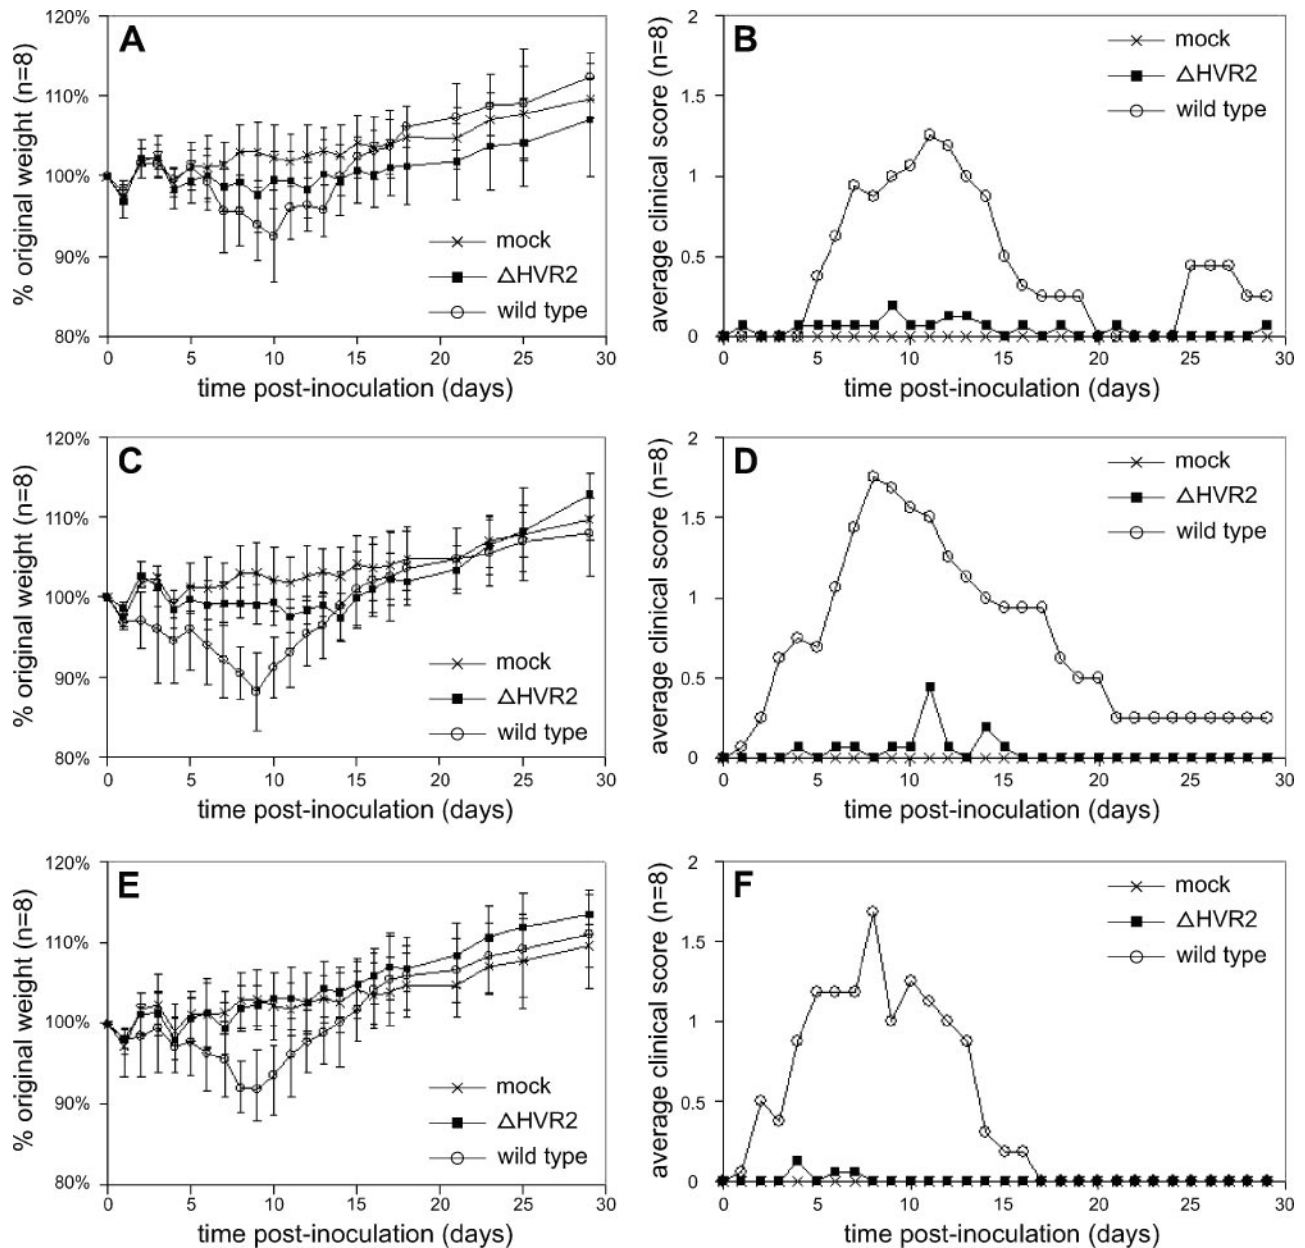 A
% original weight (n=8)
120%
110%
100%
90%
80%
mock
△HVR2
wild type
0 5 10 15 20 25 30
time post-inoculation (days)
B
average clinical score (n=8)
2
1.5
1
0.5
0
mock
△HVR2
wild type
0 5 10 15 20 25 30
time post-inoculation (days)
C
% original weight (n=8)
120%
110%
100%
90%
80%
mock
△HVR2
wild type
0 5 10 15 20 25 30
time post-inoculation (days)
D
average clinical score (n=8)
2
1.5
1
0.5
0
mock
△HVR2
wild type
0 5 10 15 20 25 30
time post-inoculation (days)
E
% original weight (n=8)
120%
110%
100%
90%
80%
mock
△HVR2
wild type
0 5 10 15 20 25 30
time post-inoculation (days)
F
average clinical score (n=8)
2
1.5
1
0.5
0
mock
△HVR2
wild type
0 5 10 15 20 25 30
time post-inoculation (days)